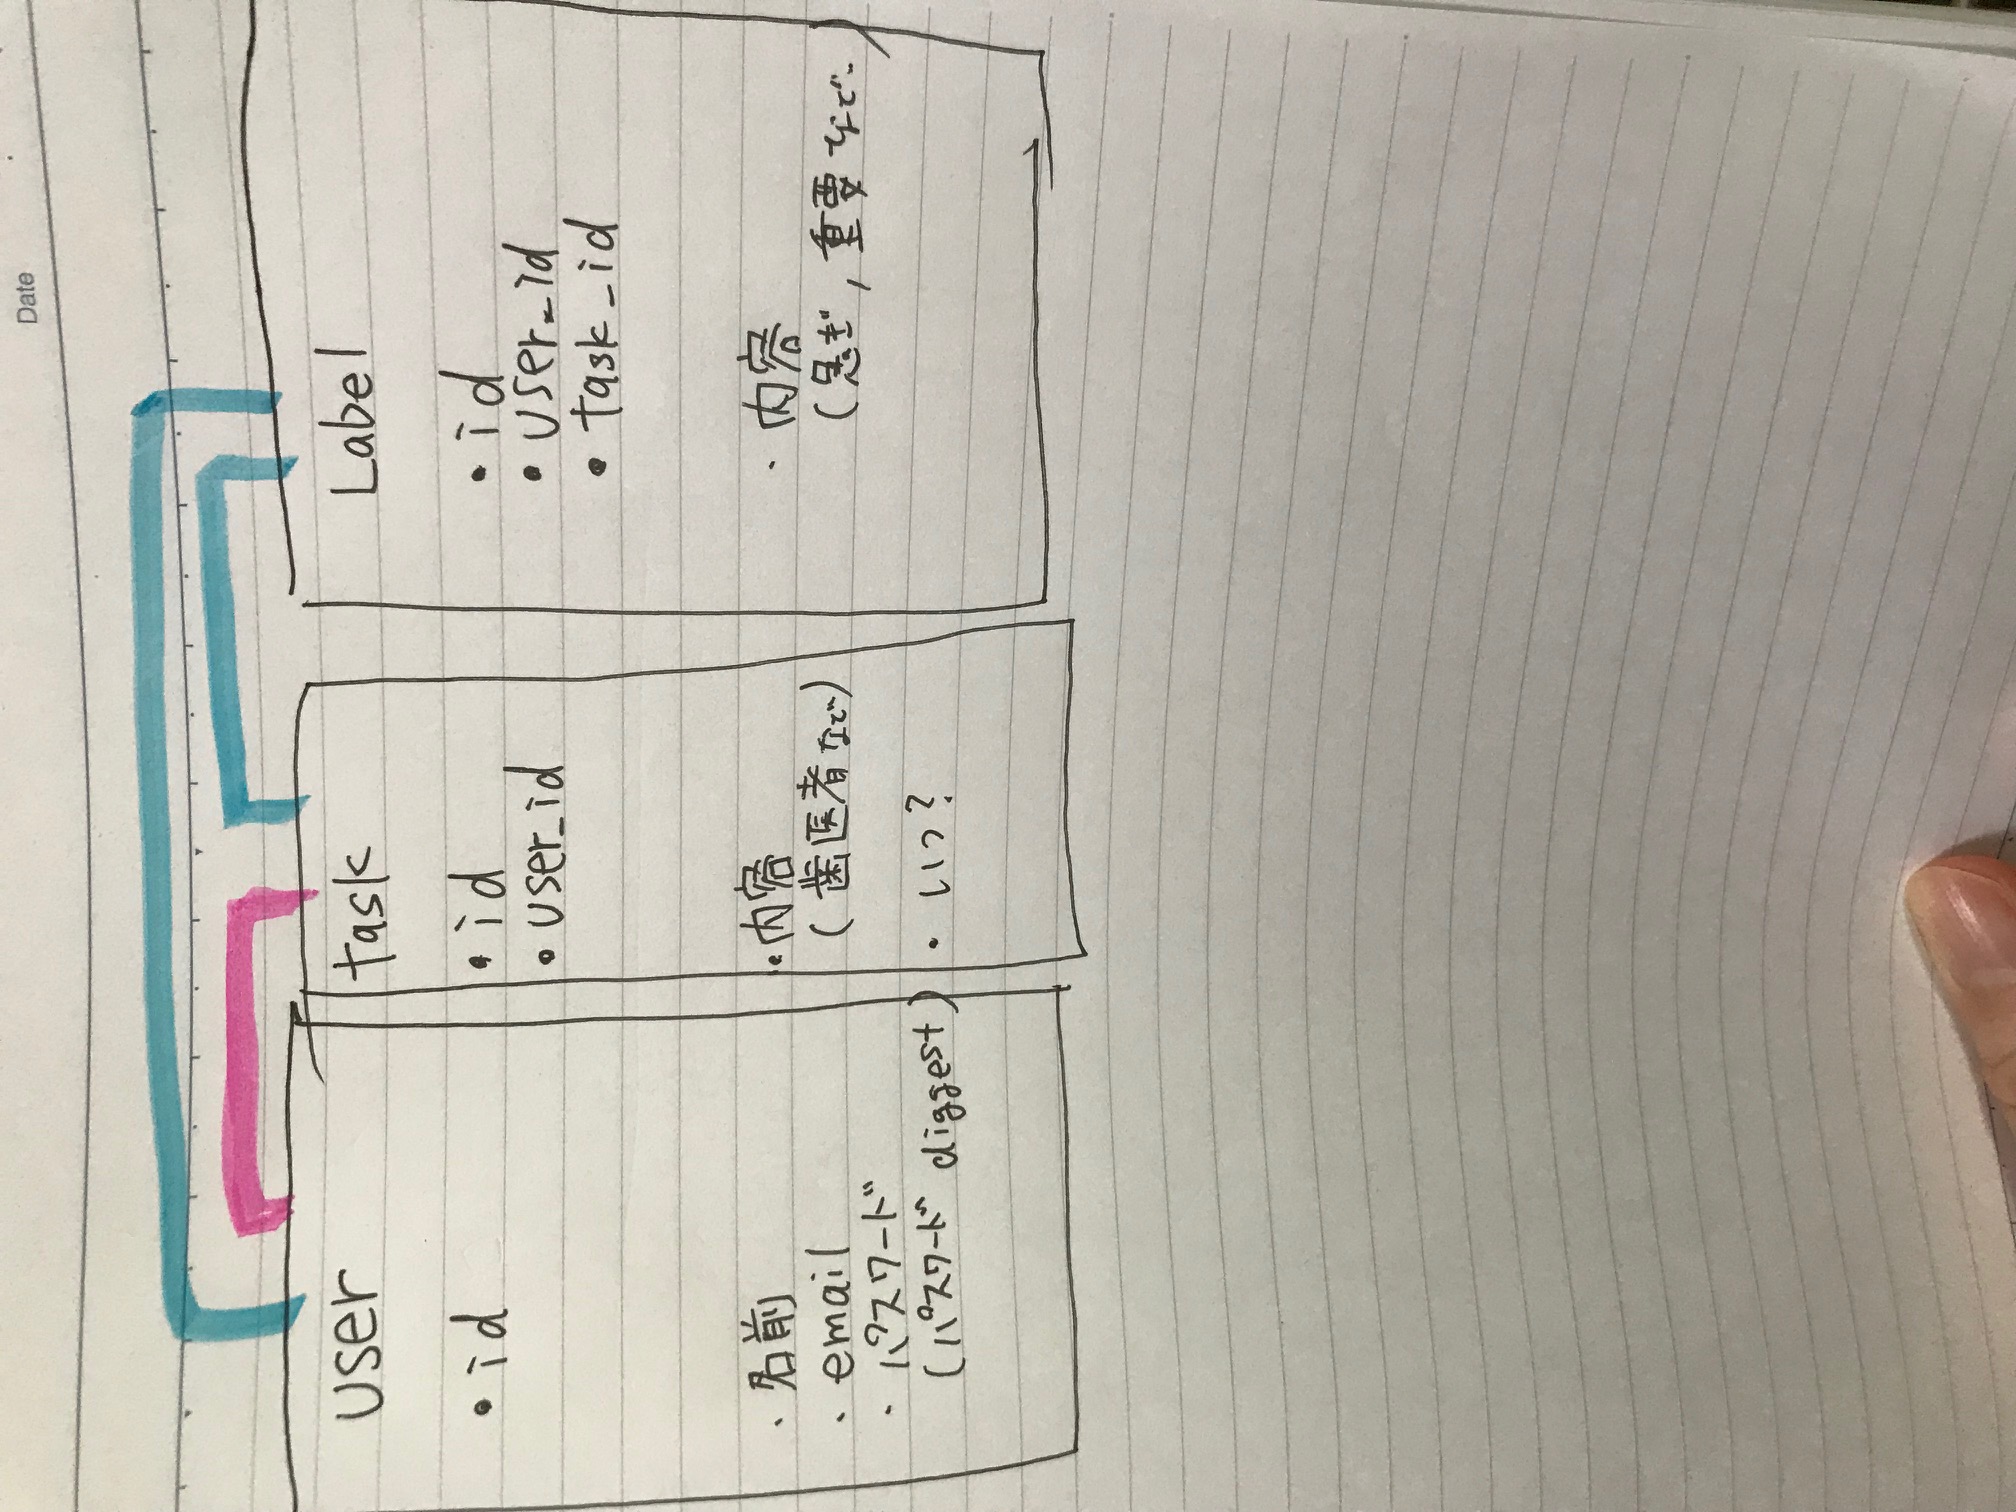 Date
user
・id
・名前
・email
・パスワード
(パスワード diggest)
task
・id
・user_id
・内容
(歯医者など)
・いつ?
Label
・id
・user_id
・task_id
・内容
(急ぎ, 重要など)